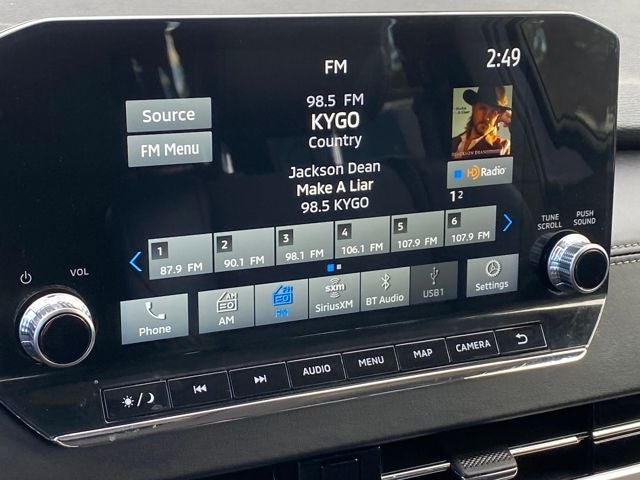 FM
2:49
Source
98.5 FM
KYGO
Country
FM Menu
Jackson Dean
Make A Liar
98.5 KYGO
HD Radio
1 2
1 87.9 FM
2 90.1 FM
3 98.1 FM
4 106.1 FM
5 107.9 FM
6 107.9 FM
TUNE
SCROLL
PUSH
SOUND
VOL
Phone
AM
AM
FM
sxm
SiriusXM
BT Audio
USB1
Settings
AUDIO
MENU
MAP
CAMERA